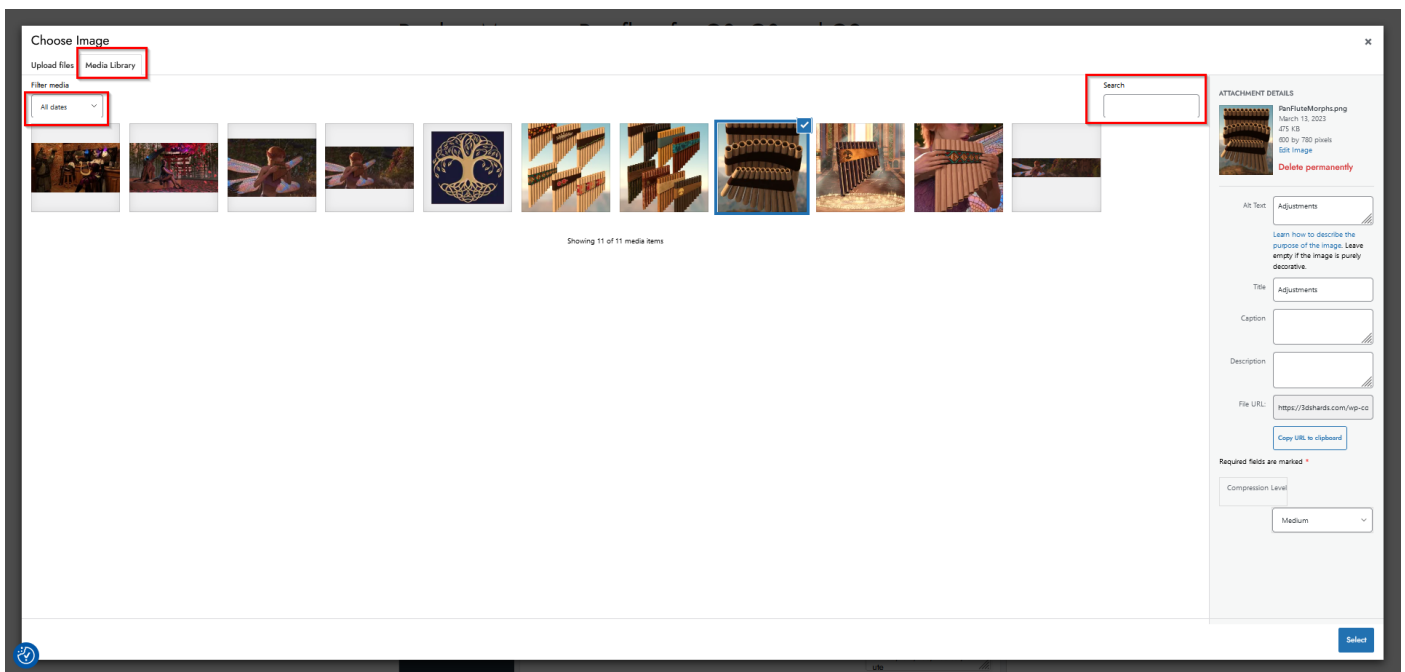 Choose Image
×
Upload files
Media Library
Filter media
All dates
Search
Showing 11 of 11 media items
ATTACHMENT DETAILS
PanFluteMorphs.png
March 13, 2023
475 KB
600 by 780 pixels
Edit Image
Delete permanently
Alt Text
Adjustments
Learn how to describe the
purpose of the image. Leave
empty if the image is purely
decorative.
Title
Adjustments
Caption
Description
File URL:
https://3dshards.com/wp-co
Copy URL to clipboard
Required fields are marked *
Compression Level
Medium
Select
ute